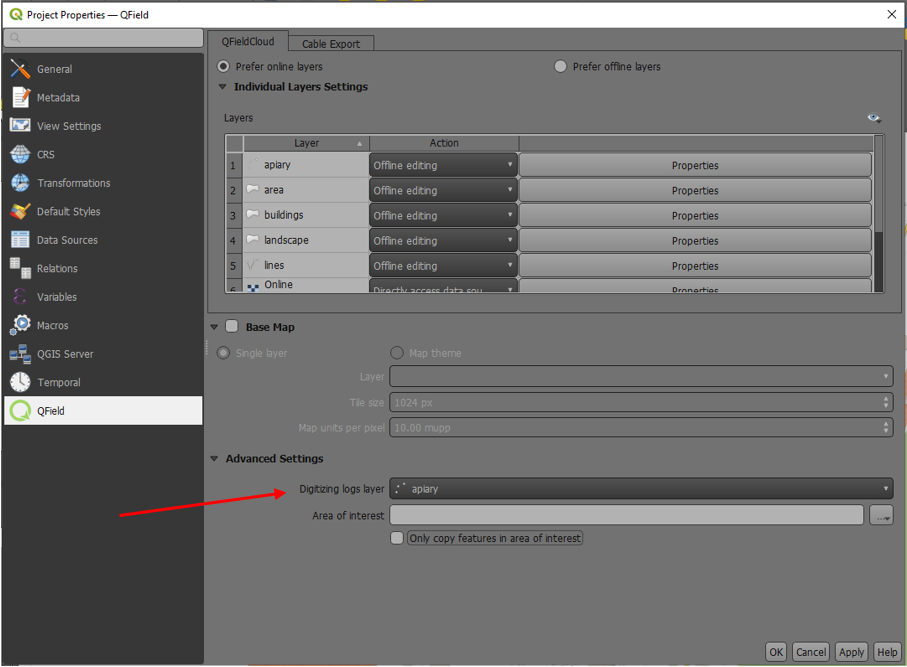 Project Properties — QField
QFieldCloud
Cable Export
General
Metadata
View Settings
CRS
Transformations
Default Styles
Data Sources
Relations
Variables
Macros
QGIS Server
Temporal
QField
Prefer online layers
Prefer offline layers
Individual Layers Settings
Layers
Layer Action
1 apiary Offline editing Properties
2 area Offline editing Properties
3 buildings Offline editing Properties
4 landscape Offline editing Properties
5 lines Offline editing Properties
6 Online Directly access data sou Properties
Base Map
Single layer
Map theme
Layer
Tile size 1024 px
Map units per pixel 10.00 mupp
Advanced Settings
Digitizing logs layer apiary
Area of interest ...
Only copy features in area of interest
OK Cancel Apply Help